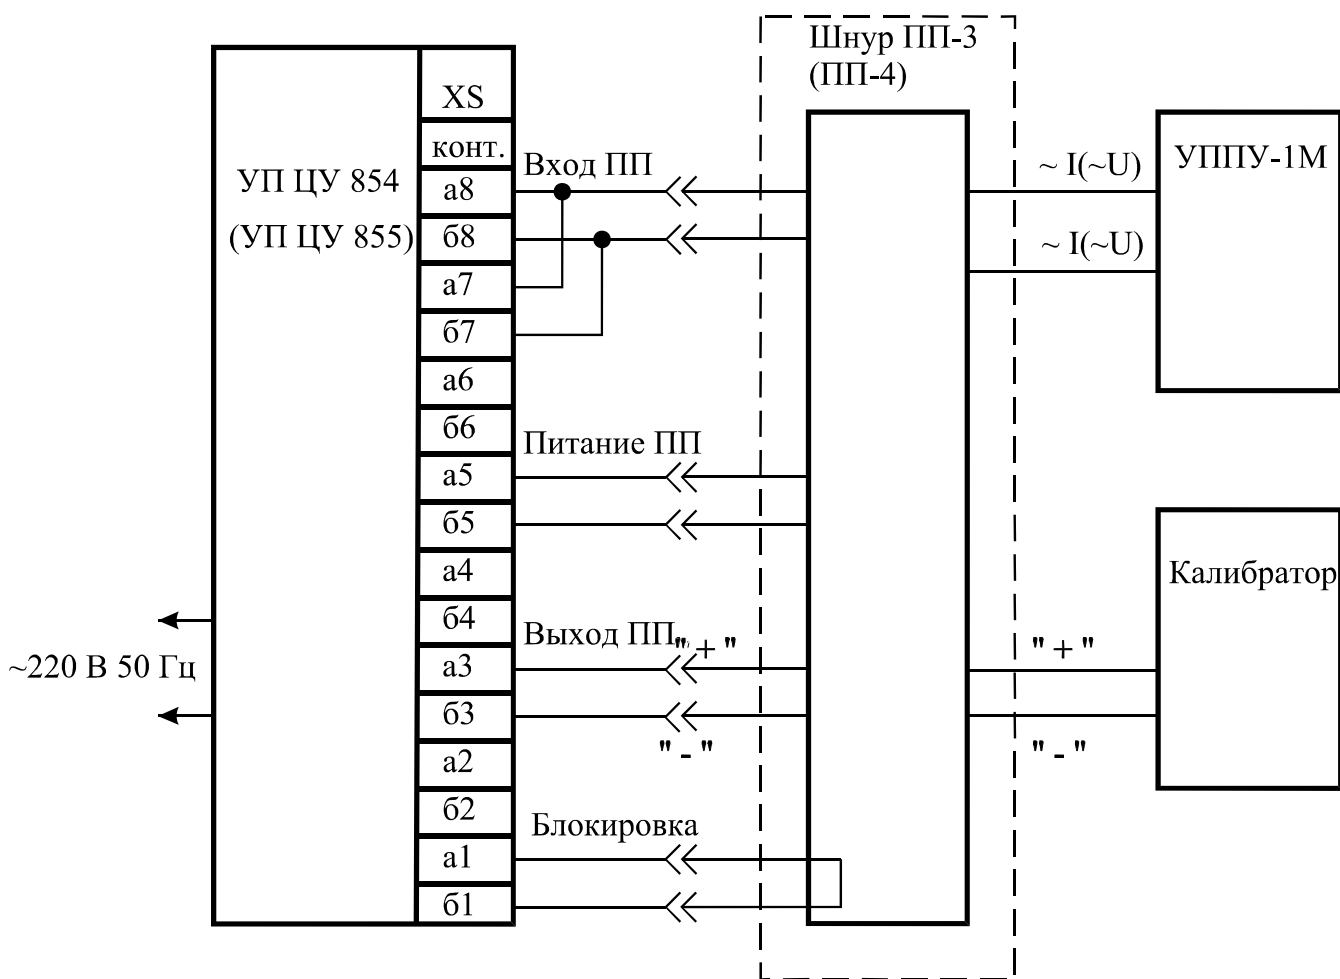 Шнур ПП-3
(ПП-4)
XS
конт.
УП ЦУ 854
(УП ЦУ 855)
а8
б8
а7
б7
а6
б6
а5
б5
а4
б4
а3
б3
а2
б2
а1
б1
Вход ПП
Питание ПП
Выход ПП
"+"
"-"
Блокировка
~220 В 50 Гц
~ I(~U)
~ I(~U)
УППУ-1М
Калибратор
"+"
"-"